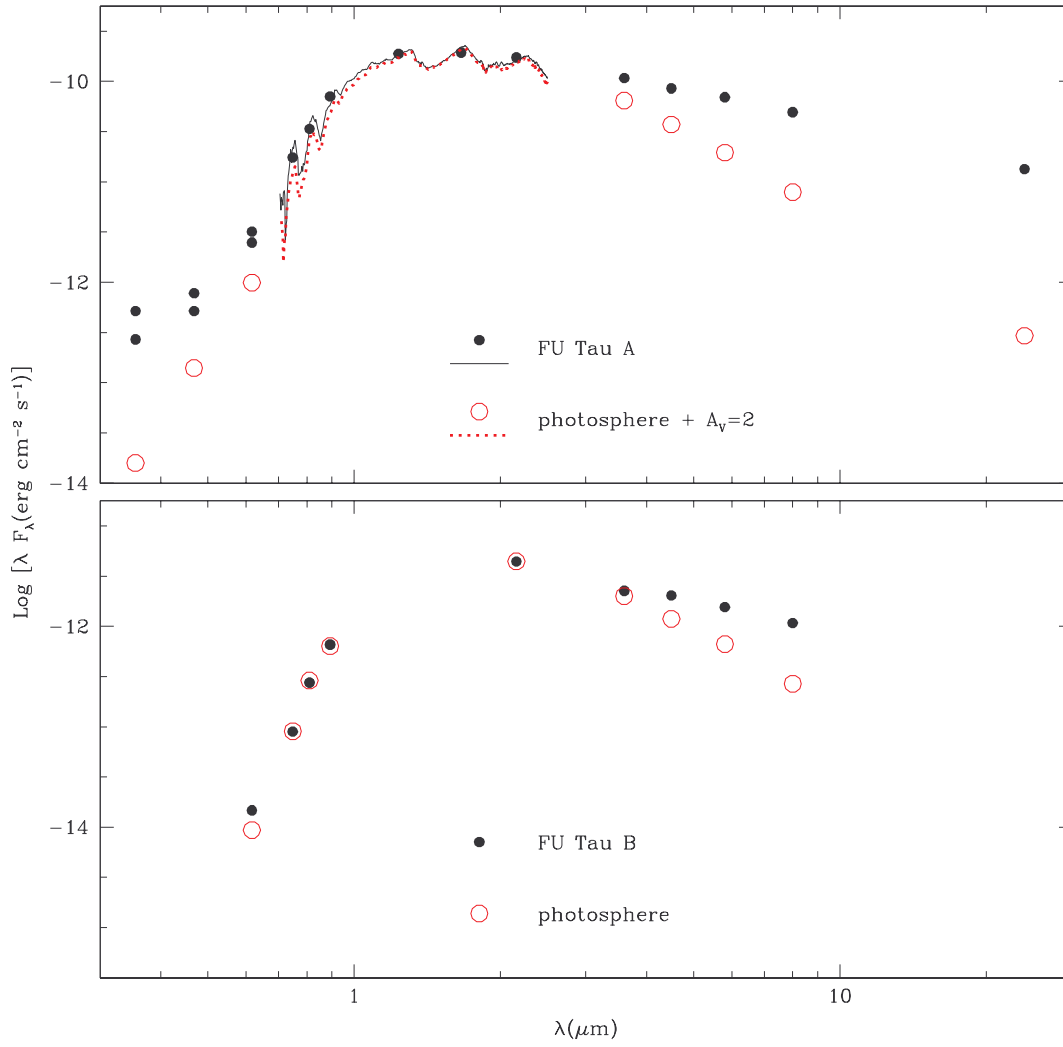 −10
−12
−14
FU Tau A
photosphere + A_V=2
Log [λ F_λ(erg cm⁻² s⁻¹)]
−12
−14
FU Tau B
photosphere
1
10
λ(μm)